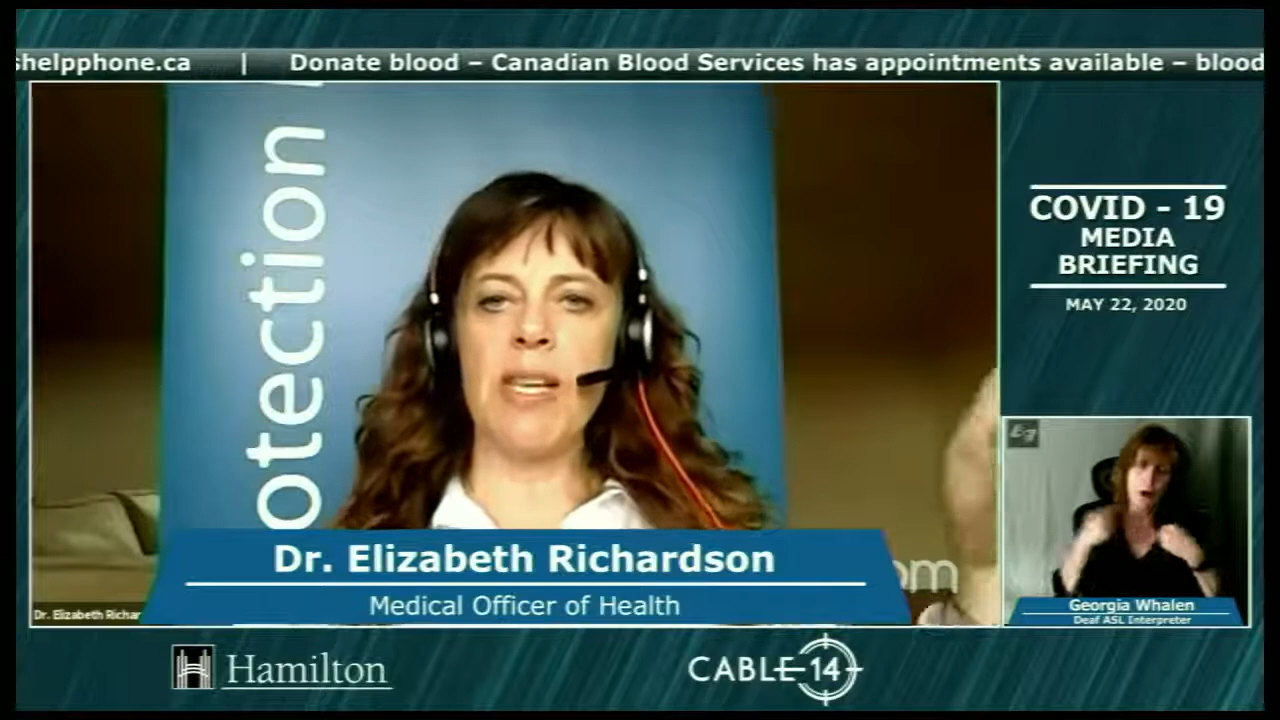 shelpphone.ca | Donate blood – Canadian Blood Services has appointments available – blood
otection
COVID - 19
MEDIA
BRIEFING
MAY 22, 2020
Dr. Elizabeth Richardson
Medical Officer of Health
om
Dr. Elizabeth Richar
Georgia Whalen
Deaf ASL Interpreter
Hamilton
CABLE 14